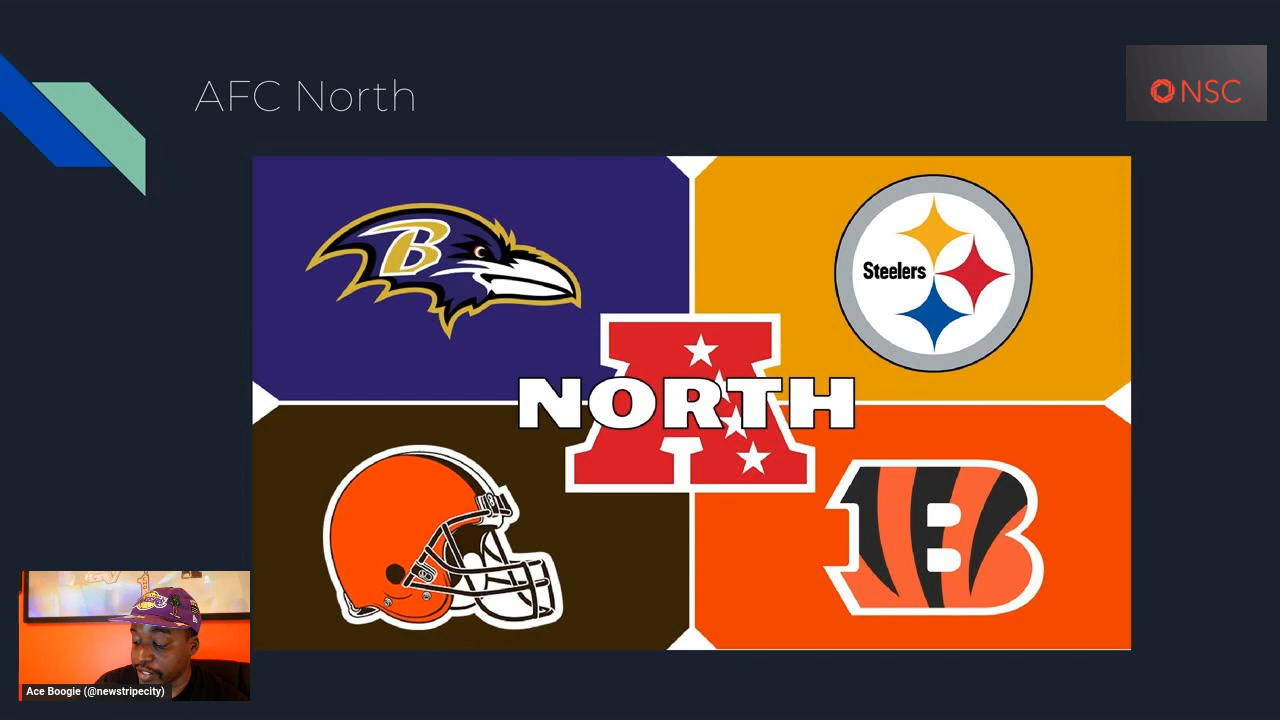 AFC North
NSC
B
Steelers
NORTH
Ace Boogie (@newstripecity)